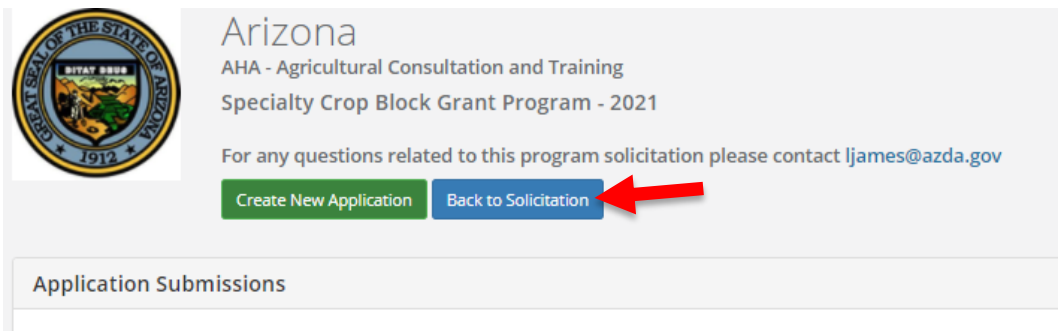 GREAT SEAL OF THE STATE OF ARIZONA
DITAT DEUS
1912
Arizona
AHA - Agricultural Consultation and Training
Specialty Crop Block Grant Program - 2021
For any questions related to this program solicitation please contact ljames@azda.gov
Create New Application
Back to Solicitation
Application Submissions